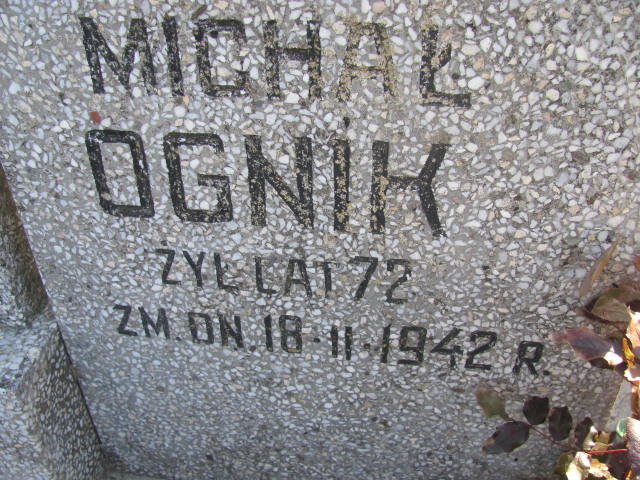 MICHAŁ
OGNIK
ŻYŁ LAT 72
ZM. DN. 18·11·1942 R.